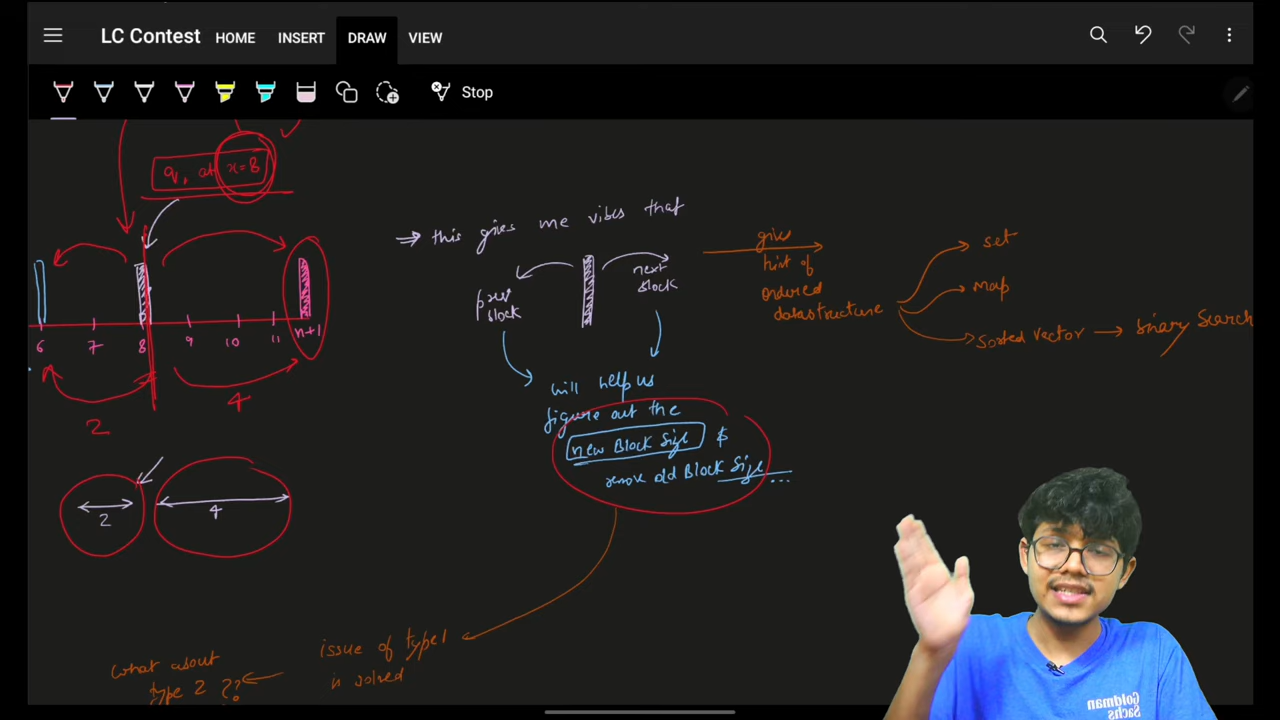 LC Contest HOME INSERT DRAW VIEW
Stop
q, at x=8
6 7 8 9 10 11 n+1
2 4
2 4
⇒ this gives me vibes that
prev
block
next
block
will help us
figure out the
new Block Size &
remove old Block Size ...
gives
hint of
ordered
datastructure
set
map
sorted vector → Binary Search
issue of type 1
is solved
what about
type 2 ??
Goldman
Sachs